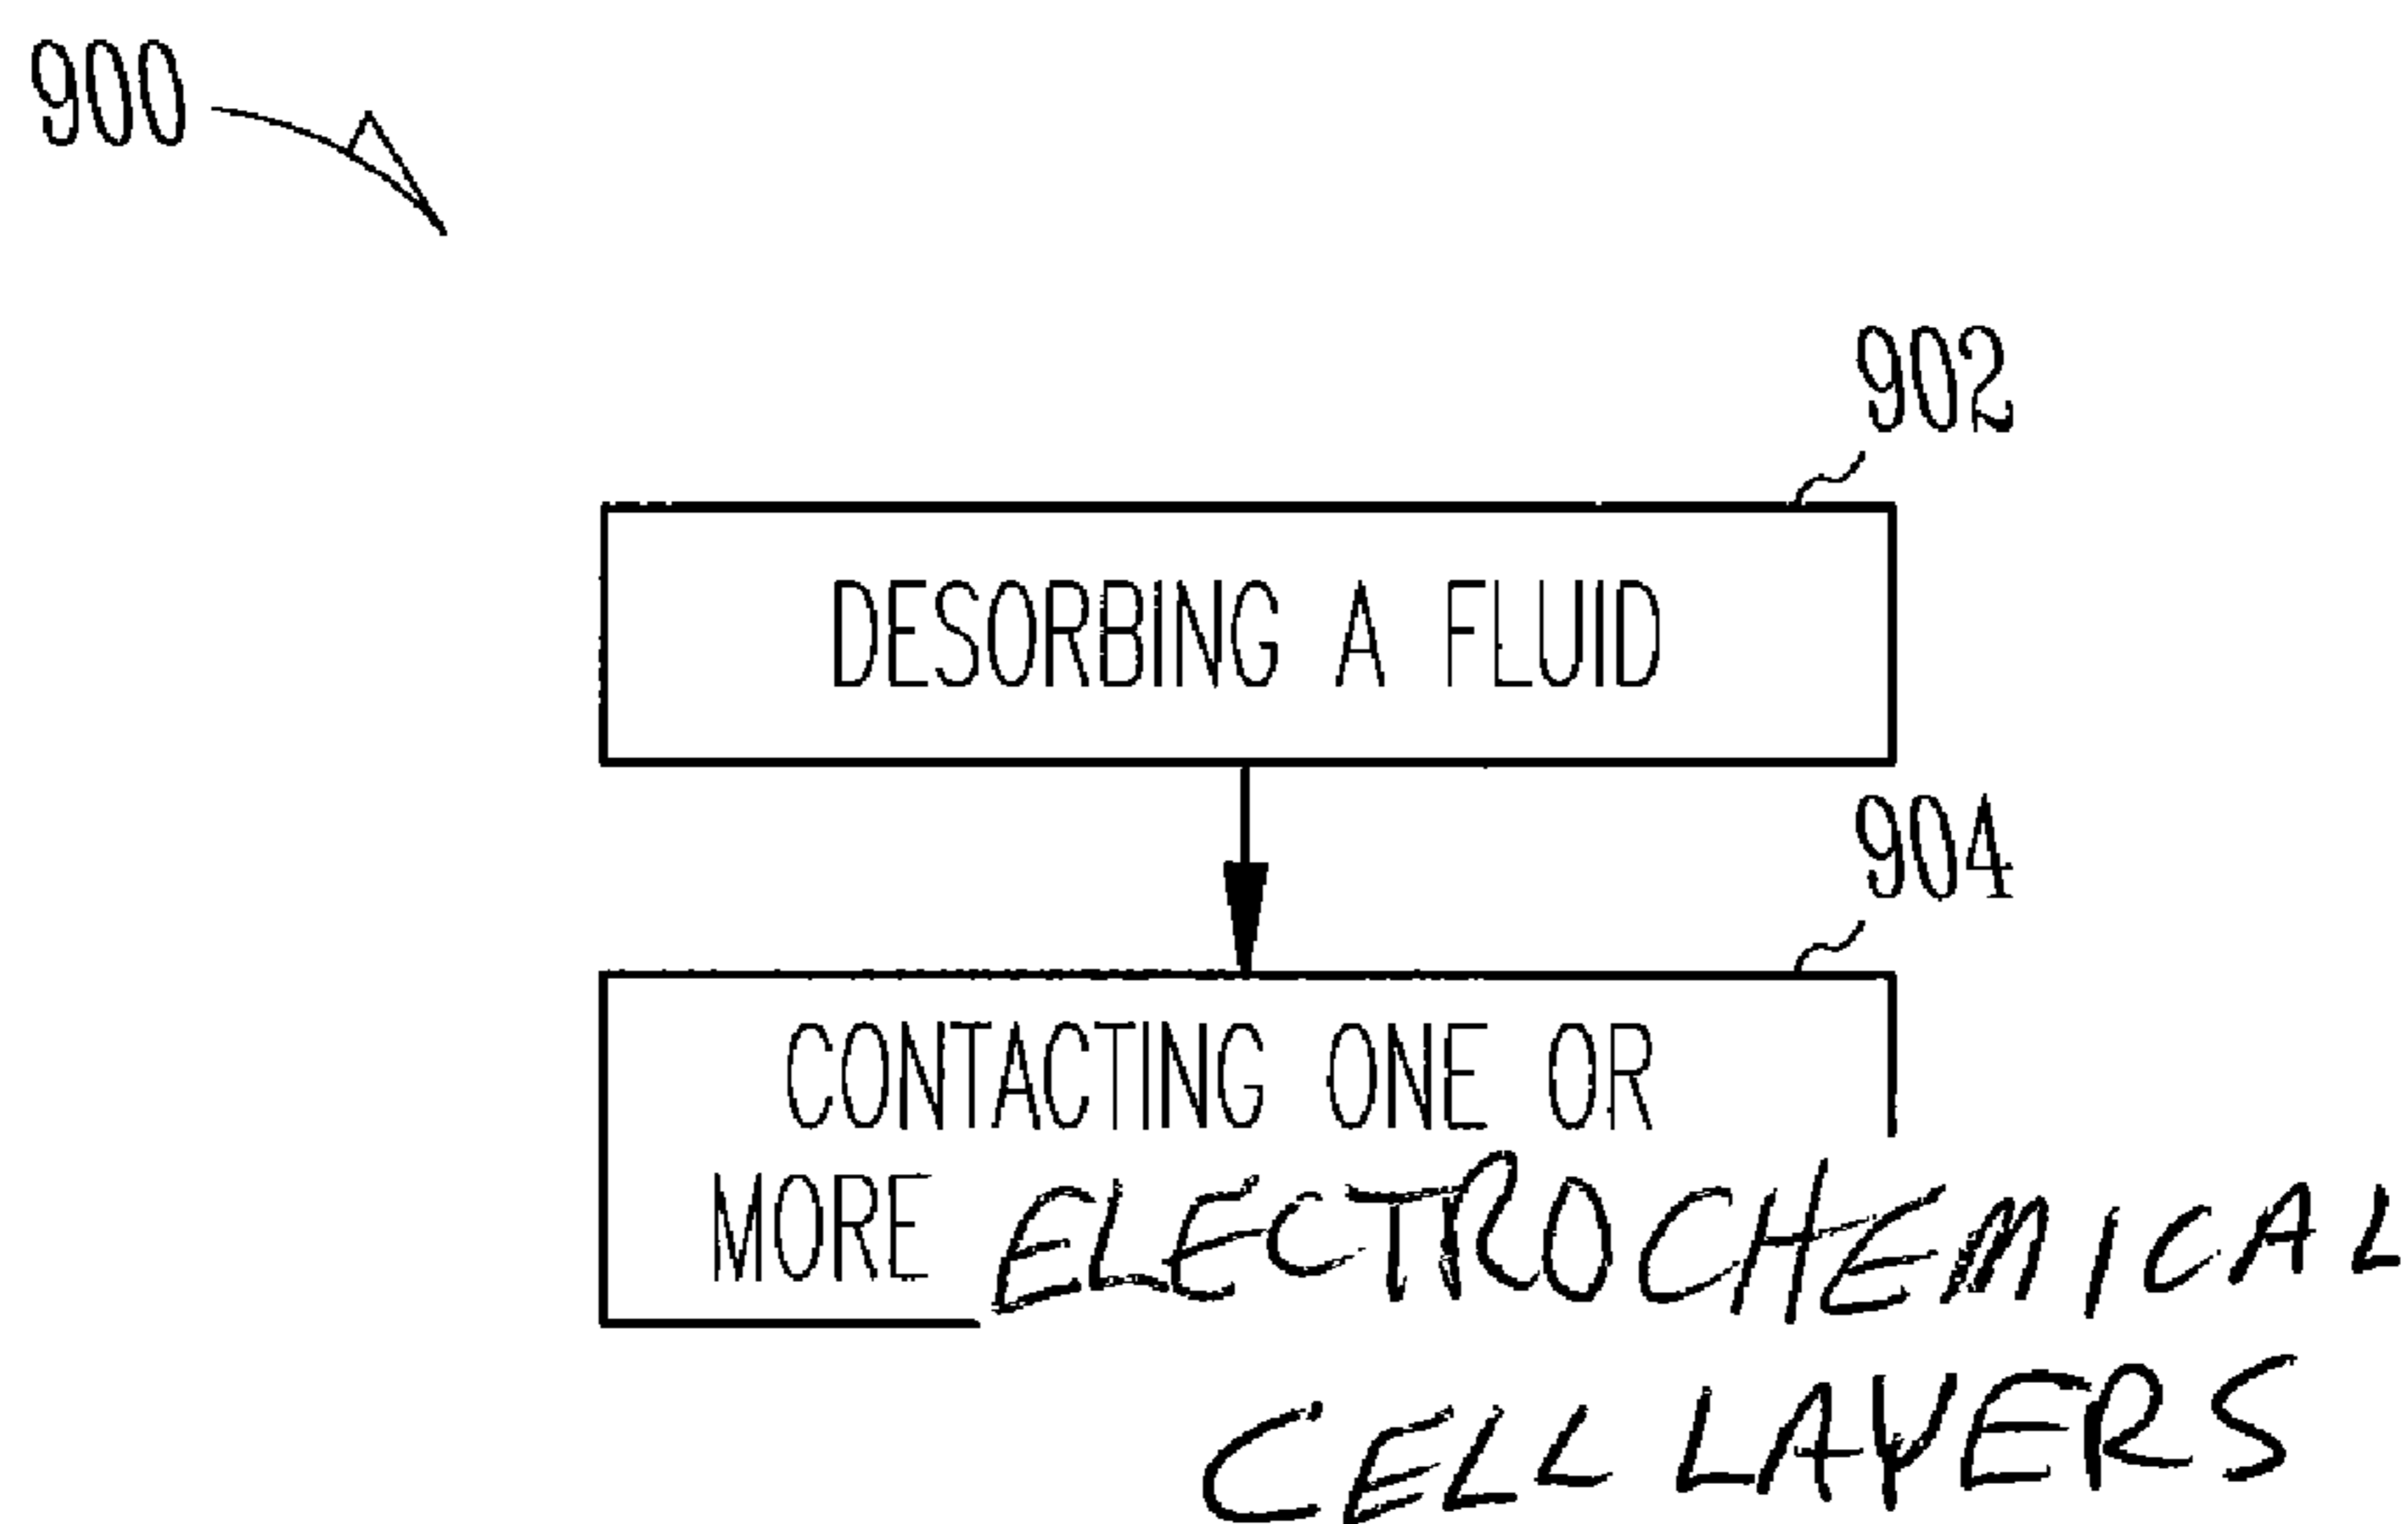 900
902
DESORBING A FLUID
904
CONTACTING ONE OR
MORE ELECTROCHEMICAL
CELL LAYERS